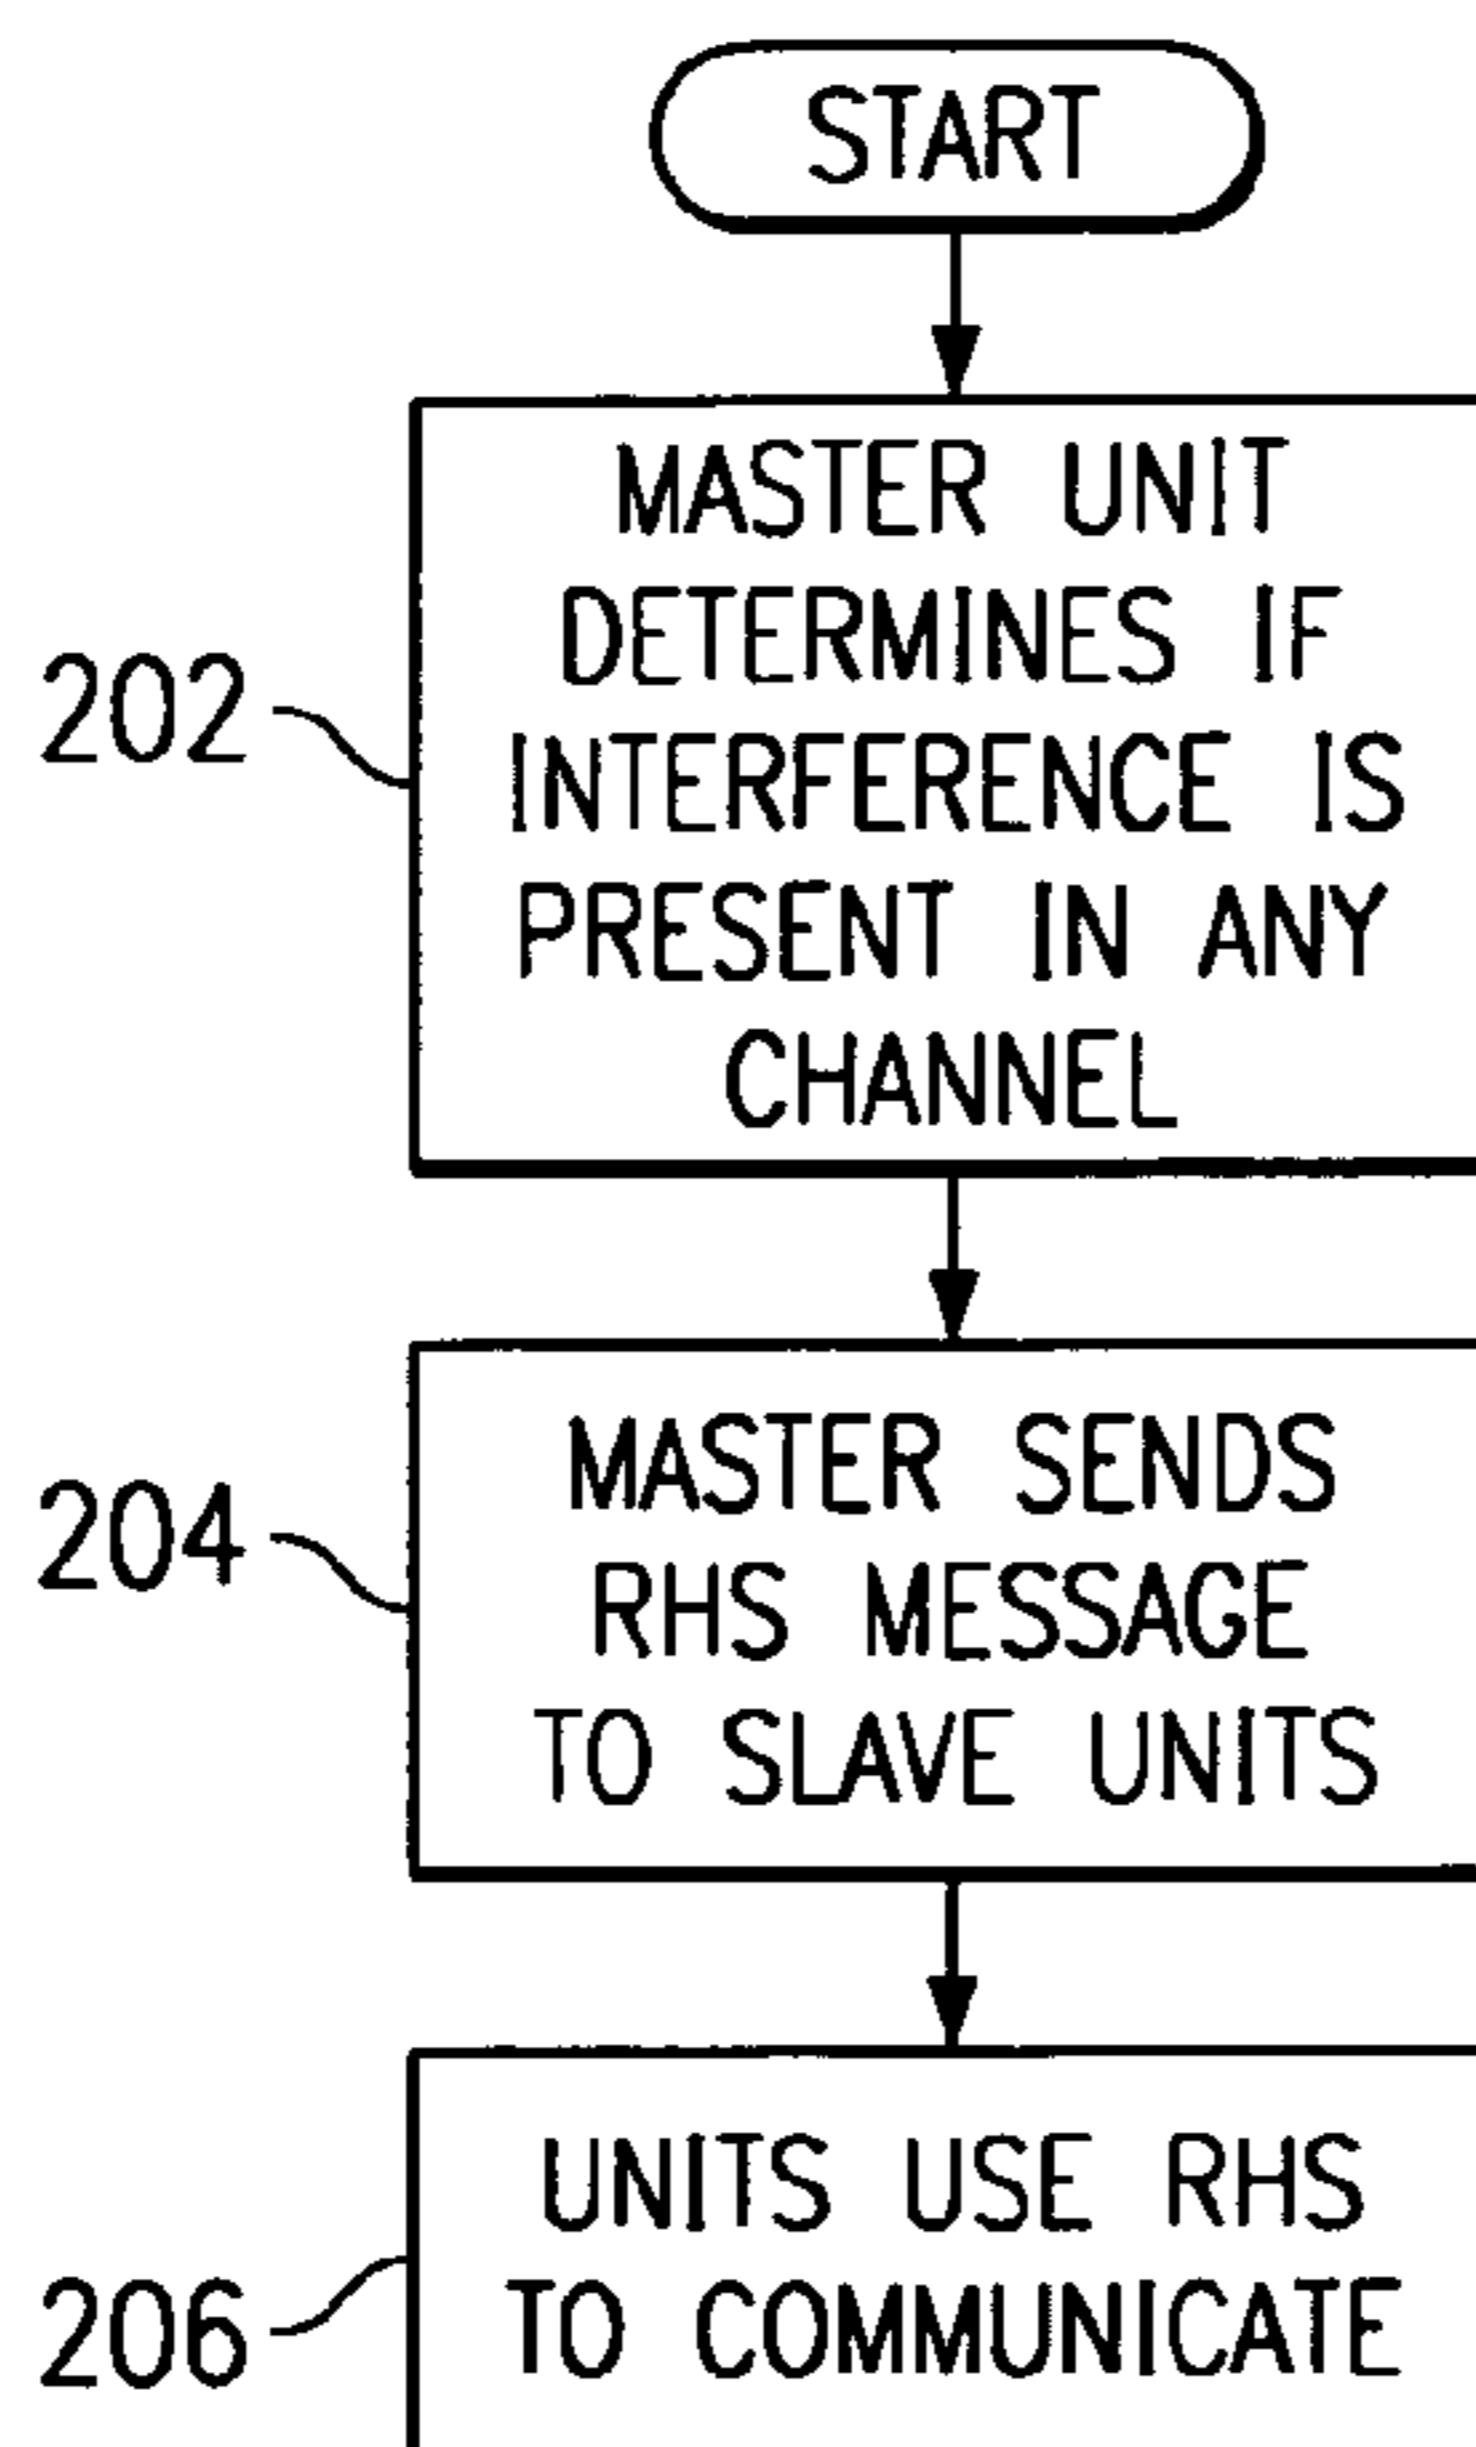 START
MASTER UNIT
DETERMINES IF
INTERFERENCE IS
PRESENT IN ANY
CHANNEL
202
MASTER SENDS
RHS MESSAGE
TO SLAVE UNITS
204
UNITS USE RHS
TO COMMUNICATE
206